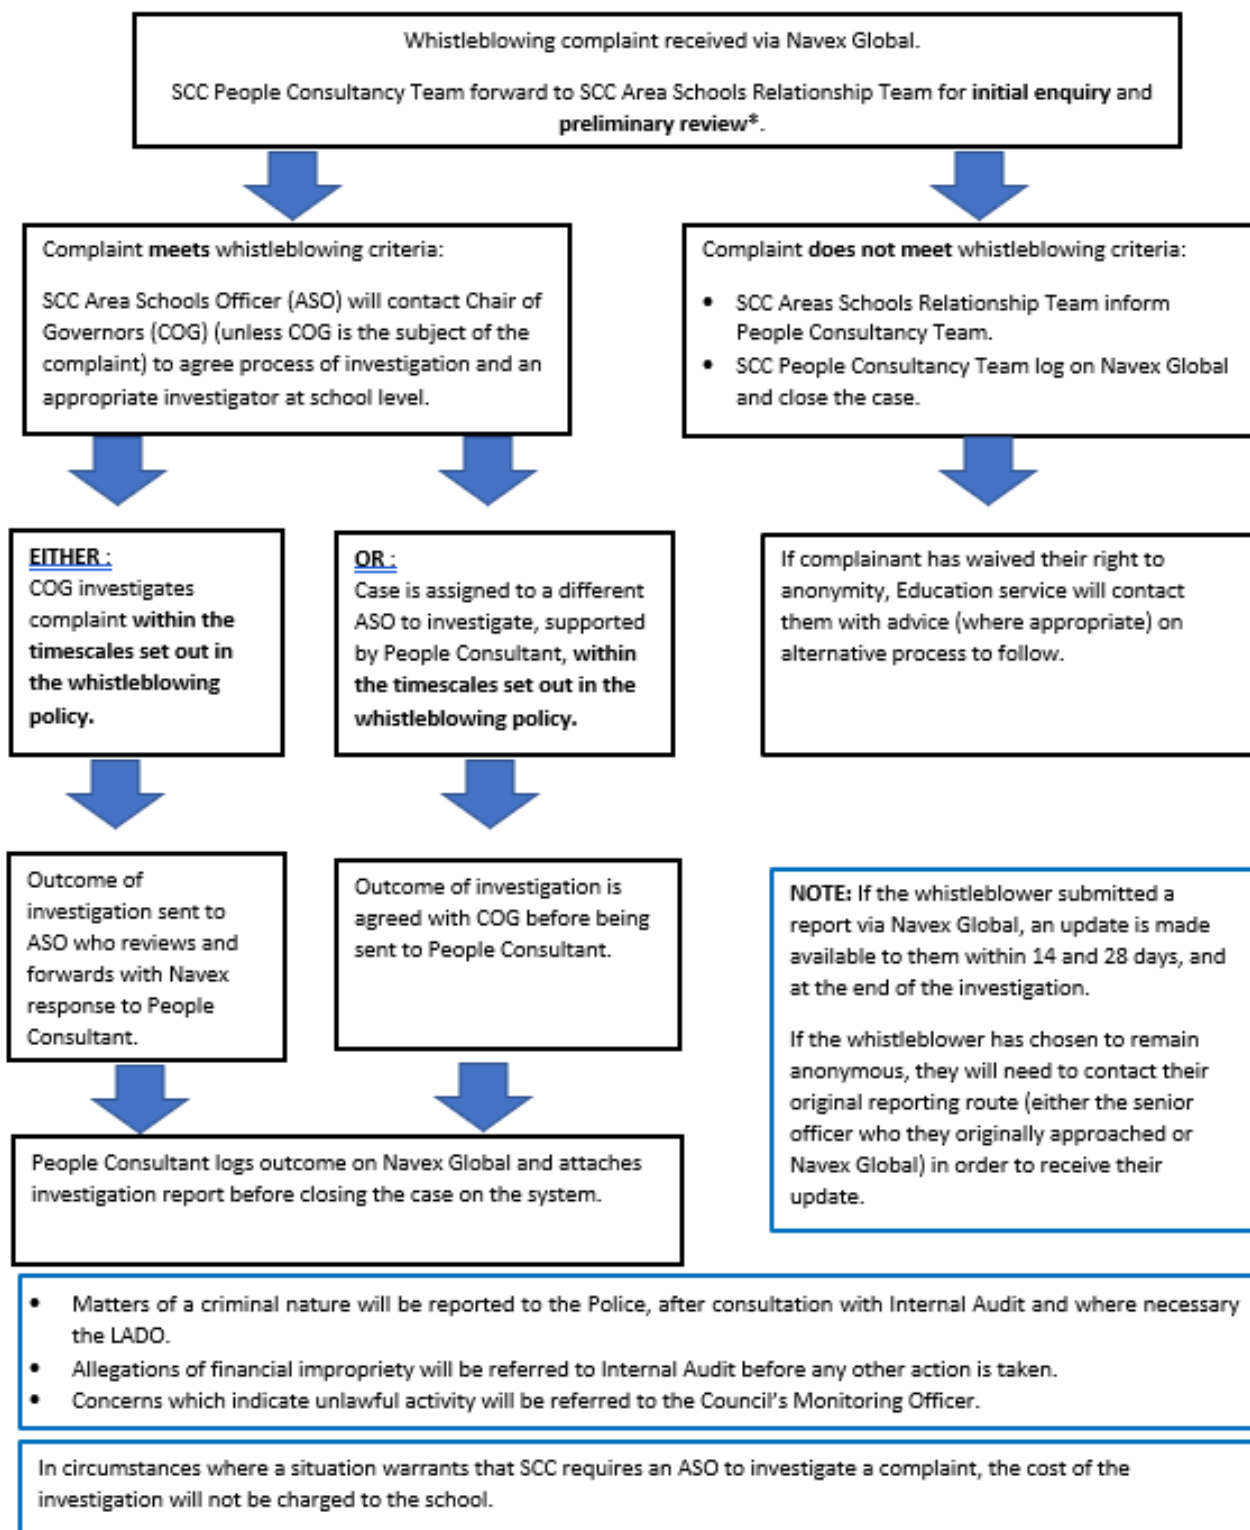 Whistleblowing complaint received via Navex Global.
SCC People Consultancy Team forward to SCC Area Schools Relationship Team for initial enquiry and
preliminary review*.
Complaint meets whistleblowing criteria:
SCC Area Schools Officer (ASO) will contact Chair of
Governors (COG) (unless COG is the subject of the
complaint) to agree process of investigation and an
appropriate investigator at school level.
Complaint does not meet whistleblowing criteria:
• SCC Areas Schools Relationship Team inform
People Consultancy Team.
• SCC People Consultancy Team log on Navex Global
and close the case.
EITHER :
COG investigates
complaint within the
timescales set out in
the whistleblowing
policy.
OR :
Case is assigned to a different
ASO to investigate, supported
by People Consultant, within
the timescales set out in the
whistleblowing policy.
If complainant has waived their right to
anonymity, Education service will contact
them with advice (where appropriate) on
alternative process to follow.
Outcome of
investigation sent to
ASO who reviews and
forwards with Navex
response to People
Consultant.
Outcome of investigation is
agreed with COG before being
sent to People Consultant.
NOTE: If the whistleblower submitted a
report via Navex Global, an update is made
available to them within 14 and 28 days, and
at the end of the investigation.
If the whistleblower has chosen to remain
anonymous, they will need to contact their
original reporting route (either the senior
officer who they originally approached or
Navex Global) in order to receive their
update.
People Consultant logs outcome on Navex Global and attaches
investigation report before closing the case on the system.
• Matters of a criminal nature will be reported to the Police, after consultation with Internal Audit and where necessary
the LADO.
• Allegations of financial impropriety will be referred to Internal Audit before any other action is taken.
• Concerns which indicate unlawful activity will be referred to the Council's Monitoring Officer.
In circumstances where a situation warrants that SCC requires an ASO to investigate a complaint, the cost of the
investigation will not be charged to the school.